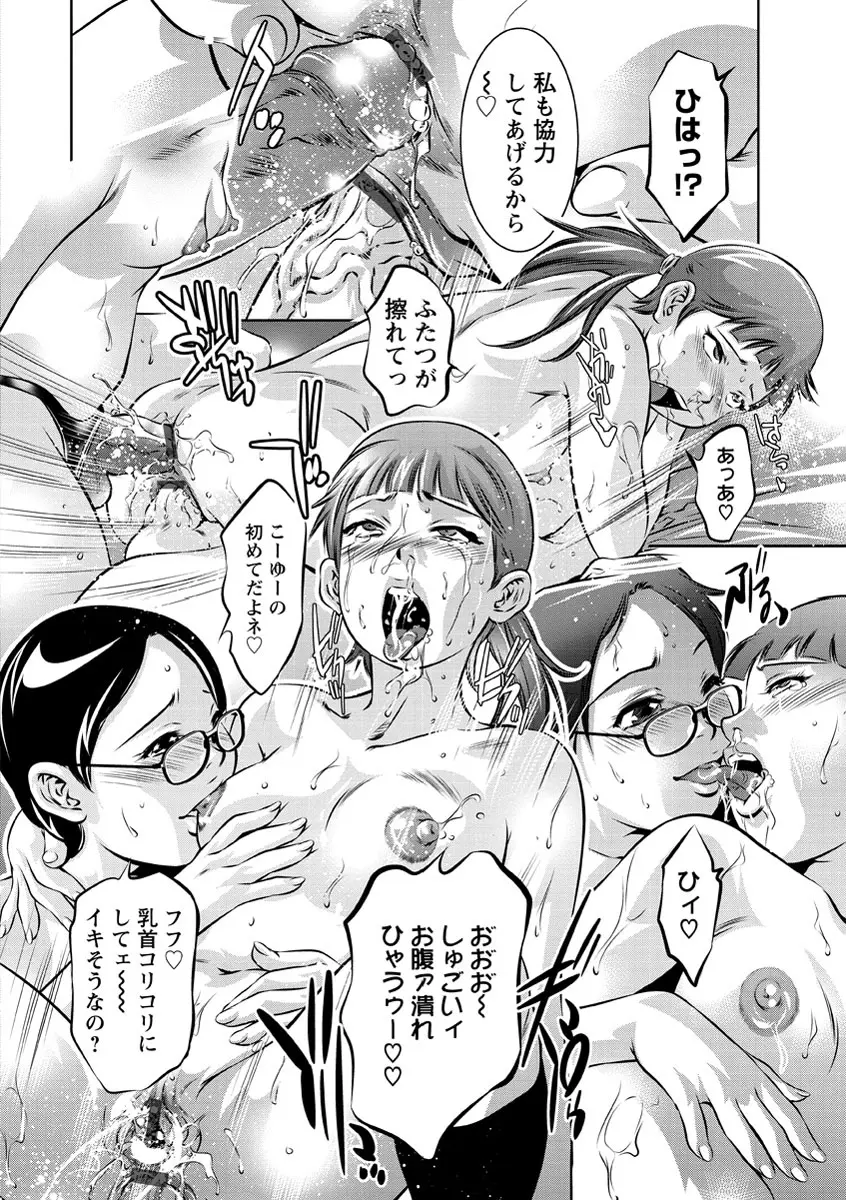 ひはっ!?
私も協力
してあげるから
〜♡
ふたつが
擦れてっ
あっあ♡
こーゆーの
初めてだよネ♡
ひィ♡
おおお〜
しゅごいィ
お腹ァ潰れ
ひゃうゥー♡♡
フフ♡
乳首コリコリに
してェ〜〜
イキそうなの?